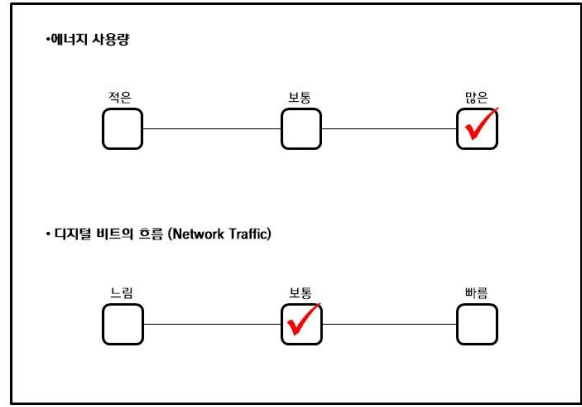 •에너지 사용량
적은 보통 많은
• 디지털 비트의 흐름 (Network Traffic)
느림 보통 빠름